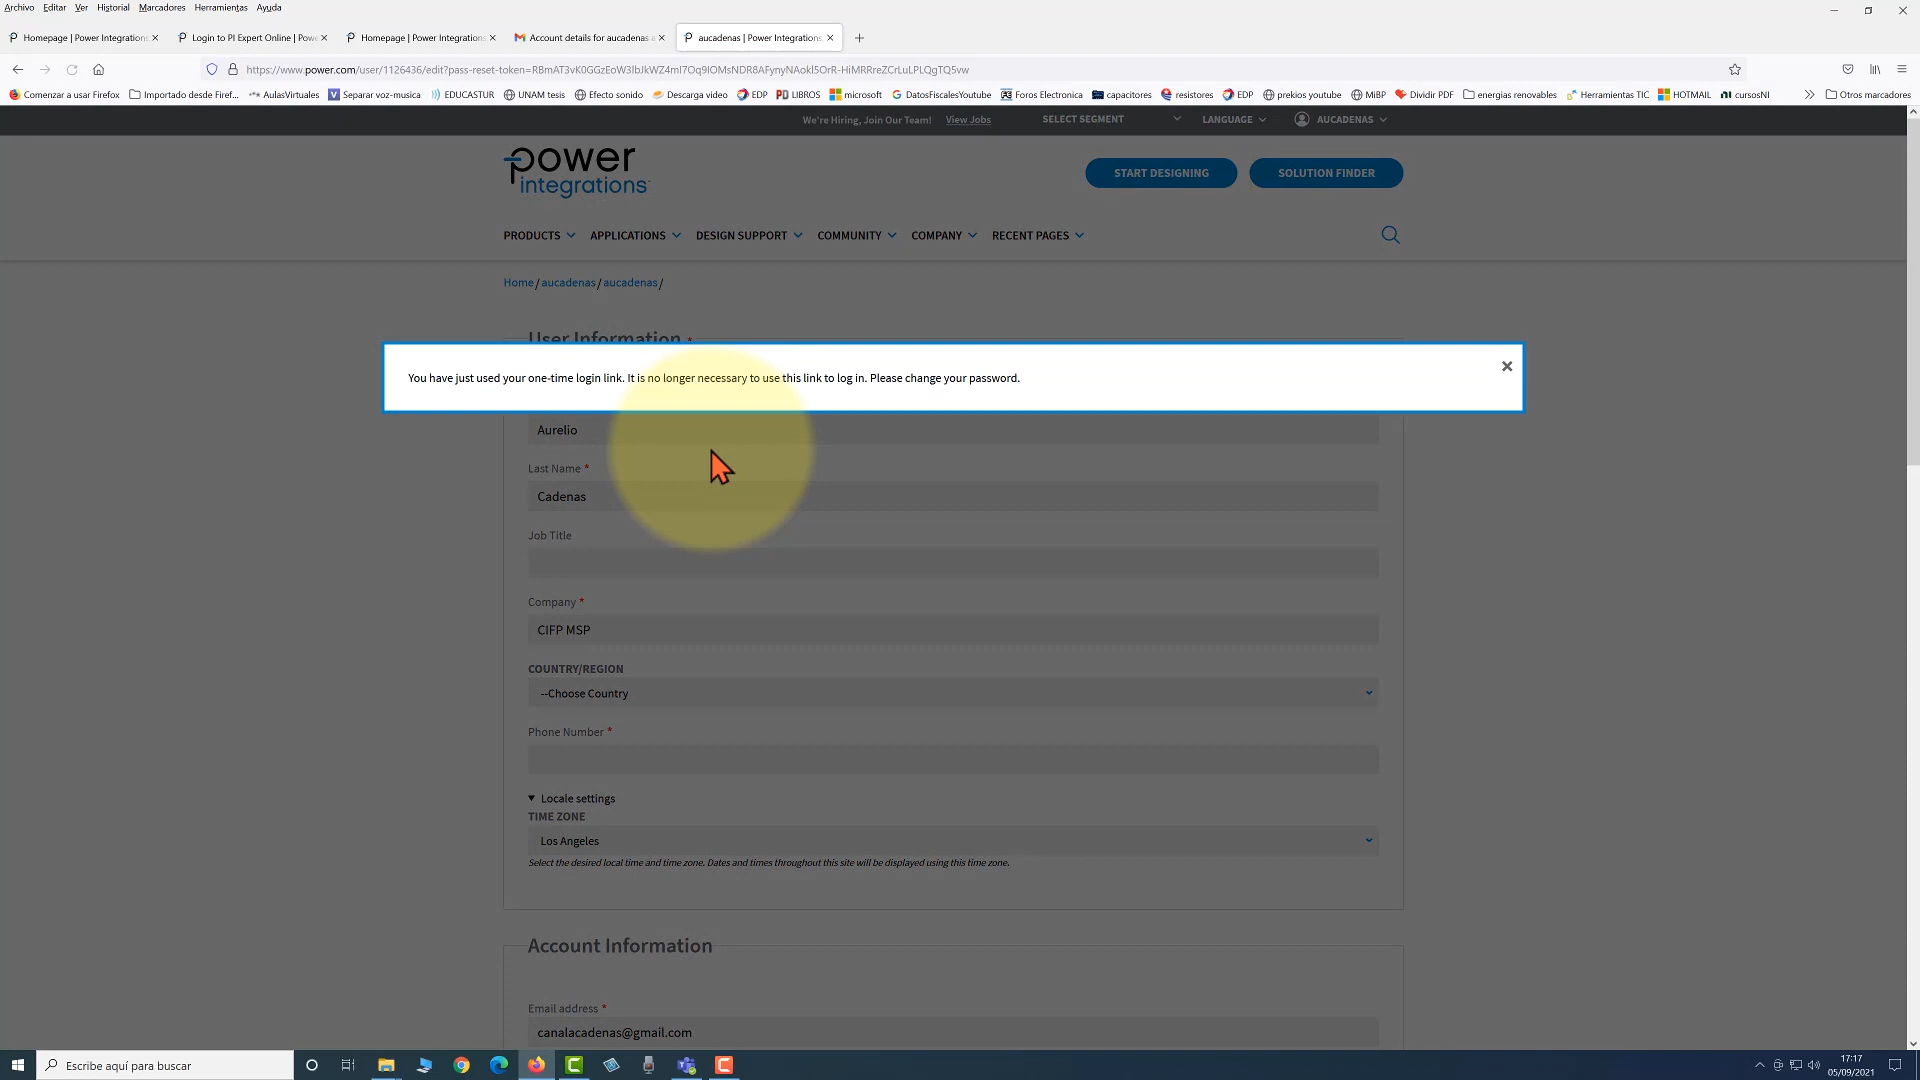 Archivo Editar Ver Historial Marcadores Herramientas Ayuda
Homepage | Power Integrations
Login to PI Expert Online | Powe
Homepage | Power Integrations
Account details for aucadenas a
aucadenas | Power Integrations,
https://www.power.com/user/1126436/edit?pass-reset-token=
Comenzar a usar Firefox Importado desde Firef... AulasVirtuales Separar voz-musica EDUCASTUR UNAM tesis Efecto sonido Descarga video EDP LIBROS microsoft DatosFiscalesYoutube Foros Electronica capacitores resistores EDP prekios youtube MiBP Dividir PDF energias renovables Herramientas TIC HOTMAIL cursosNI Otros marcadores
We're Hiring, Join Our Team! View Jobs SELECT SEGMENT LANGUAGE AUCADENAS
power
integrations
START DESIGNING SOLUTION FINDER
PRODUCTS APPLICATIONS DESIGN SUPPORT COMMUNITY COMPANY RECENT PAGES
Home / aucadenas / aucadenas /
User Information *
You have just used your one-time login link. It is no longer necessary to use this link to log in. Please change your password.
Aurelio
Last Name *
Cadenas
Job Title
Company *
CIFP MSP
COUNTRY/REGION
--Choose Country
Phone Number *
Locale settings
TIME ZONE
Los Angeles
Select the desired local time and time zone. Dates and times throughout this site will be displayed using this time zone.
Account Information
Email address *
canalacadenas@gmail.com
Escribe aquí para buscar
17:17
05/09/2021